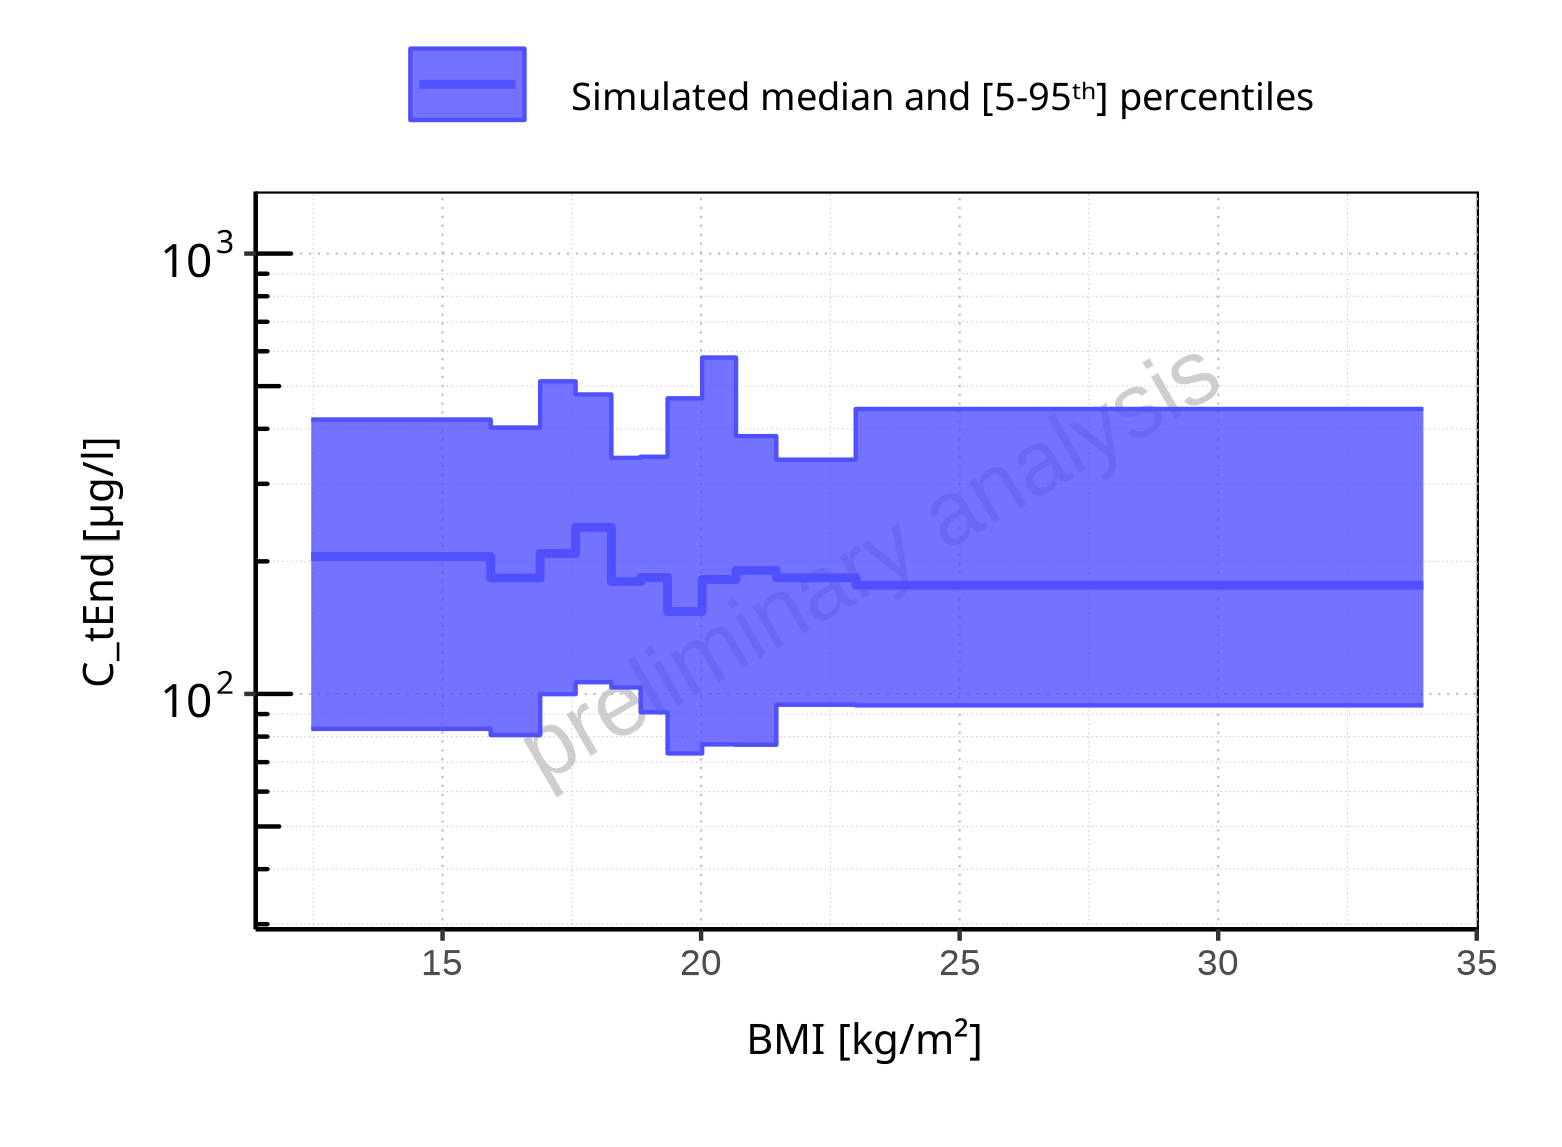 Simulated median and [5-95ᵗʰ] percentiles
10³
10²
C_tEnd [µg/l]
preliminary analysis
15 20 25 30 35
BMI [kg/m²]